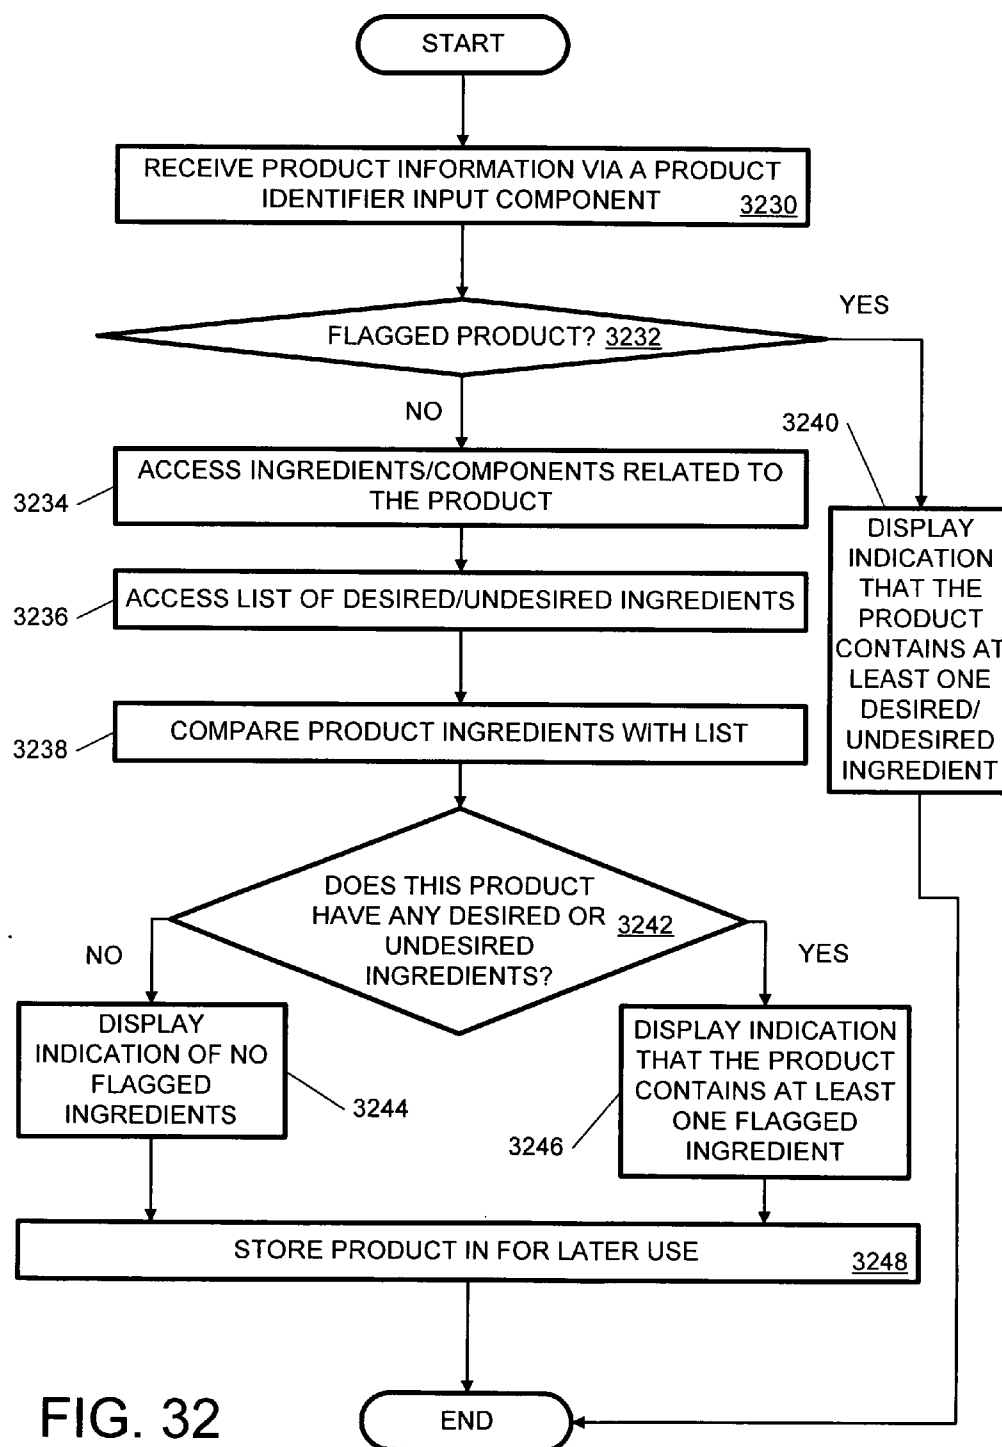 START
RECEIVE PRODUCT INFORMATION VIA A PRODUCT
IDENTIFIER INPUT COMPONENT 3230
YES
FLAGGED PRODUCT? 3232
NO
3240
ACCESS INGREDIENTS/COMPONENTS RELATED TO
THE PRODUCT
3234
DISPLAY
INDICATION
THAT THE
PRODUCT
CONTAINS AT
LEAST ONE
DESIRED/
UNDESIRED
INGREDIENT
ACCESS LIST OF DESIRED/UNDESIRED INGREDIENTS
3236
COMPARE PRODUCT INGREDIENTS WITH LIST
3238
DOES THIS PRODUCT
HAVE ANY DESIRED OR
UNDESIRED
INGREDIENTS?
3242
NO
YES
DISPLAY
INDICATION OF NO
FLAGGED
INGREDIENTS
3244
DISPLAY INDICATION
THAT THE PRODUCT
CONTAINS AT LEAST
ONE FLAGGED
INGREDIENT
3246
STORE PRODUCT IN FOR LATER USE 3248
FIG. 32
END